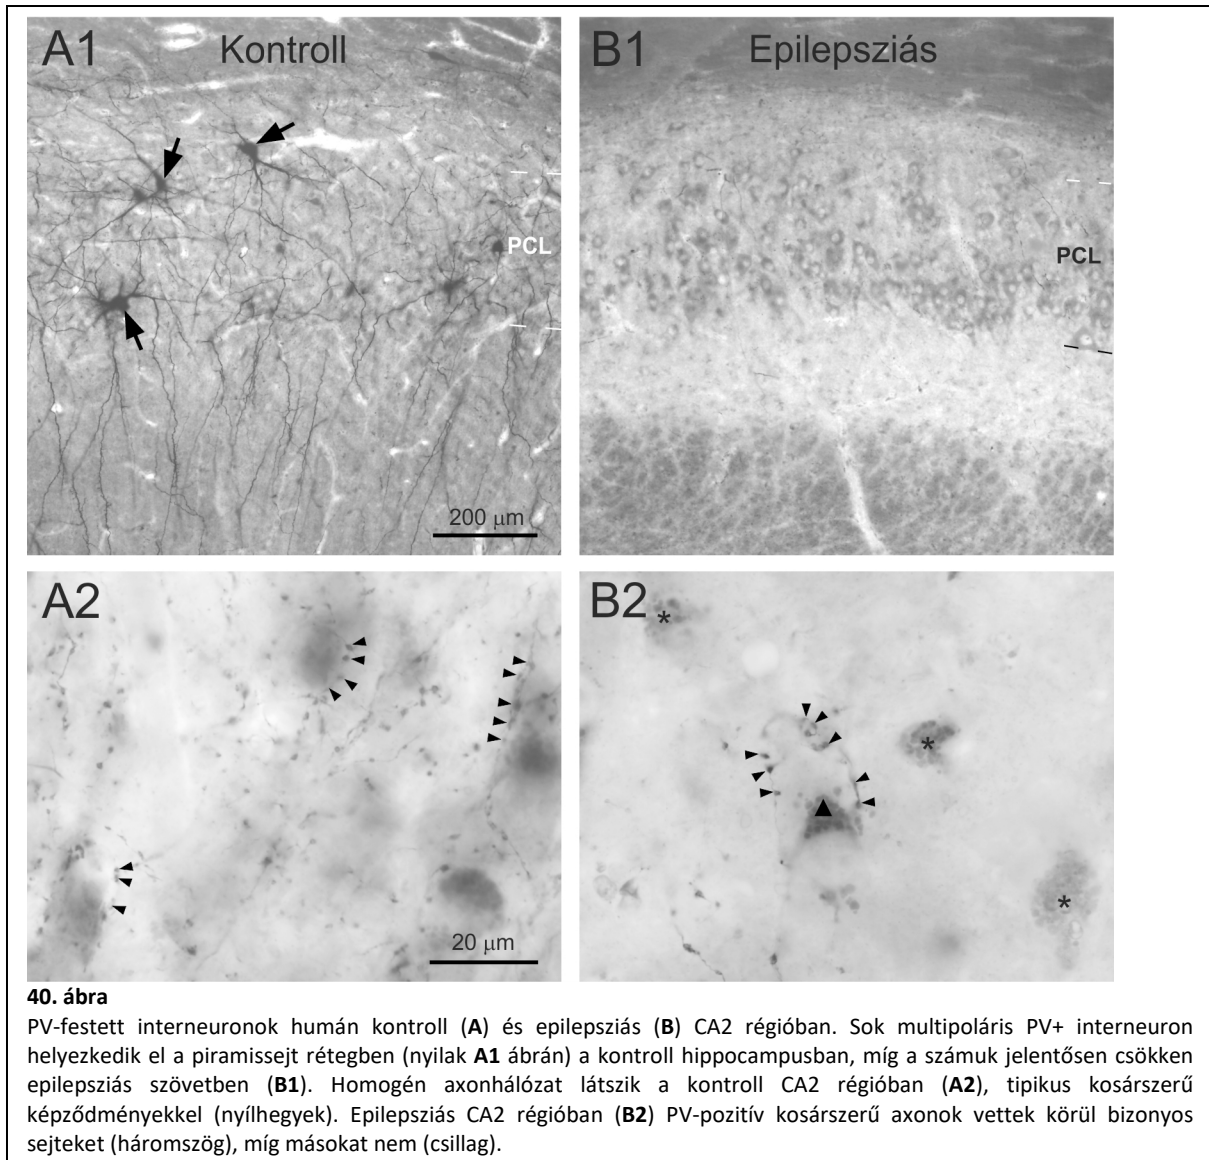 A1 Kontroll
B1 Epilepsziás
PCL
PCL
200 µm
A2
B2
*
*
*
20 µm
40. ábra
PV-festett interneuronok humán kontroll (A) és epilepsziás (B) CA2 régióban. Sok multipoláris PV+ interneuron
helyezkedik el a piramissejt rétegben (nyilak A1 ábrán) a kontroll hippocampusban, míg a számuk jelentősen csökken
epilepsziás szövetben (B1). Homogén axonhálózat látszik a kontroll CA2 régióban (A2), tipikus kosárszerű
képződményekkel (nyílhegyek). Epilepsziás CA2 régióban (B2) PV-pozitív kosárszerű axonok vettek körül bizonyos
sejteket (háromszög), míg másokat nem (csillag).